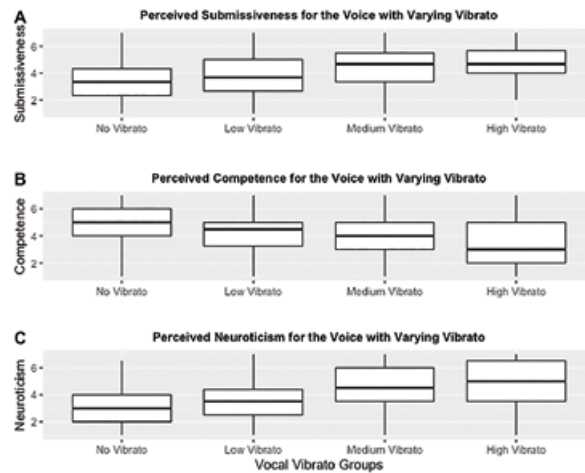 A Perceived Submissiveness for the Voice with Varying Vibrato
Submissiveness
6
4
2
No Vibrato Low Vibrato Medium Vibrato High Vibrato
B Perceived Competence for the Voice with Varying Vibrato
Competence
6
4
2
No Vibrato Low Vibrato Medium Vibrato High Vibrato
C Perceived Neuroticism for the Voice with Varying Vibrato
Neuroticism
6
4
2
No Vibrato Low Vibrato Medium Vibrato High Vibrato
Vocal Vibrato Groups